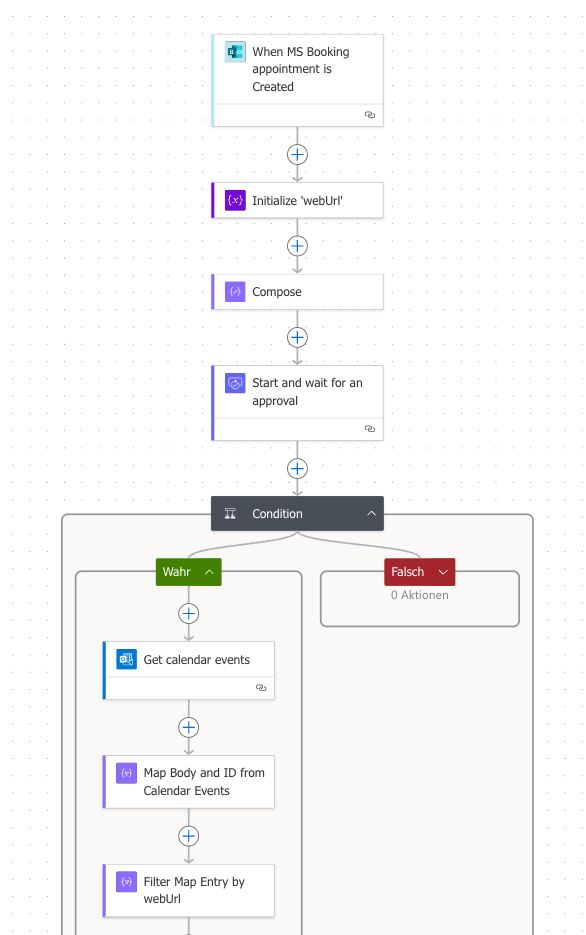 When MS Booking
appointment is
Created
Initialize 'webUrl'
Compose
Start and wait for an
approval
Condition
Wahr
Falsch
0 Aktionen
Get calendar events
Map Body and ID from
Calendar Events
Filter Map Entry by
webUrl